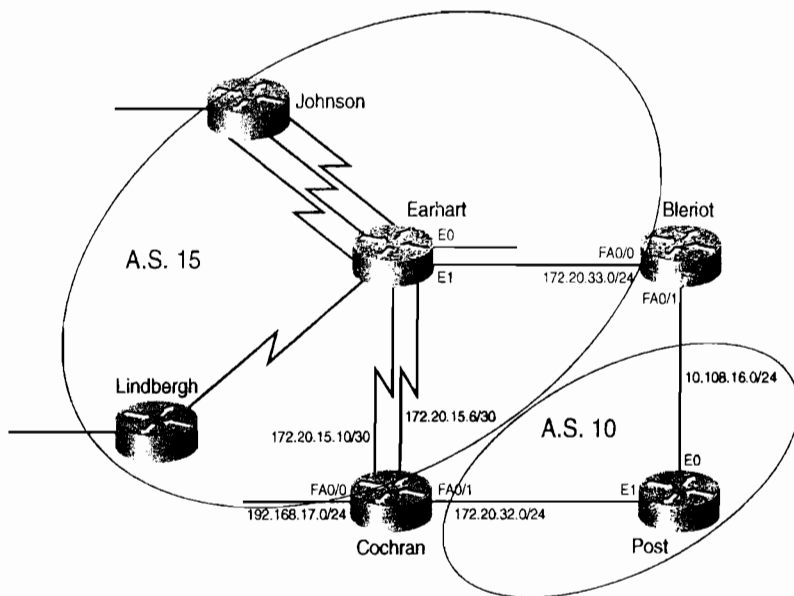 Johnson
Earhart
Bleriot
E0
FA0/0
A.S. 15
E1
172.20.33.0/24
FA0/1
Lindbergh
10.108.16.0/24
172.20.15.6/30
172.20.15.10/30
A.S. 10
E0
FA0/0
FA0/1
E1
192.168.17.0/24
172.20.32.0/24
Cochran
Post